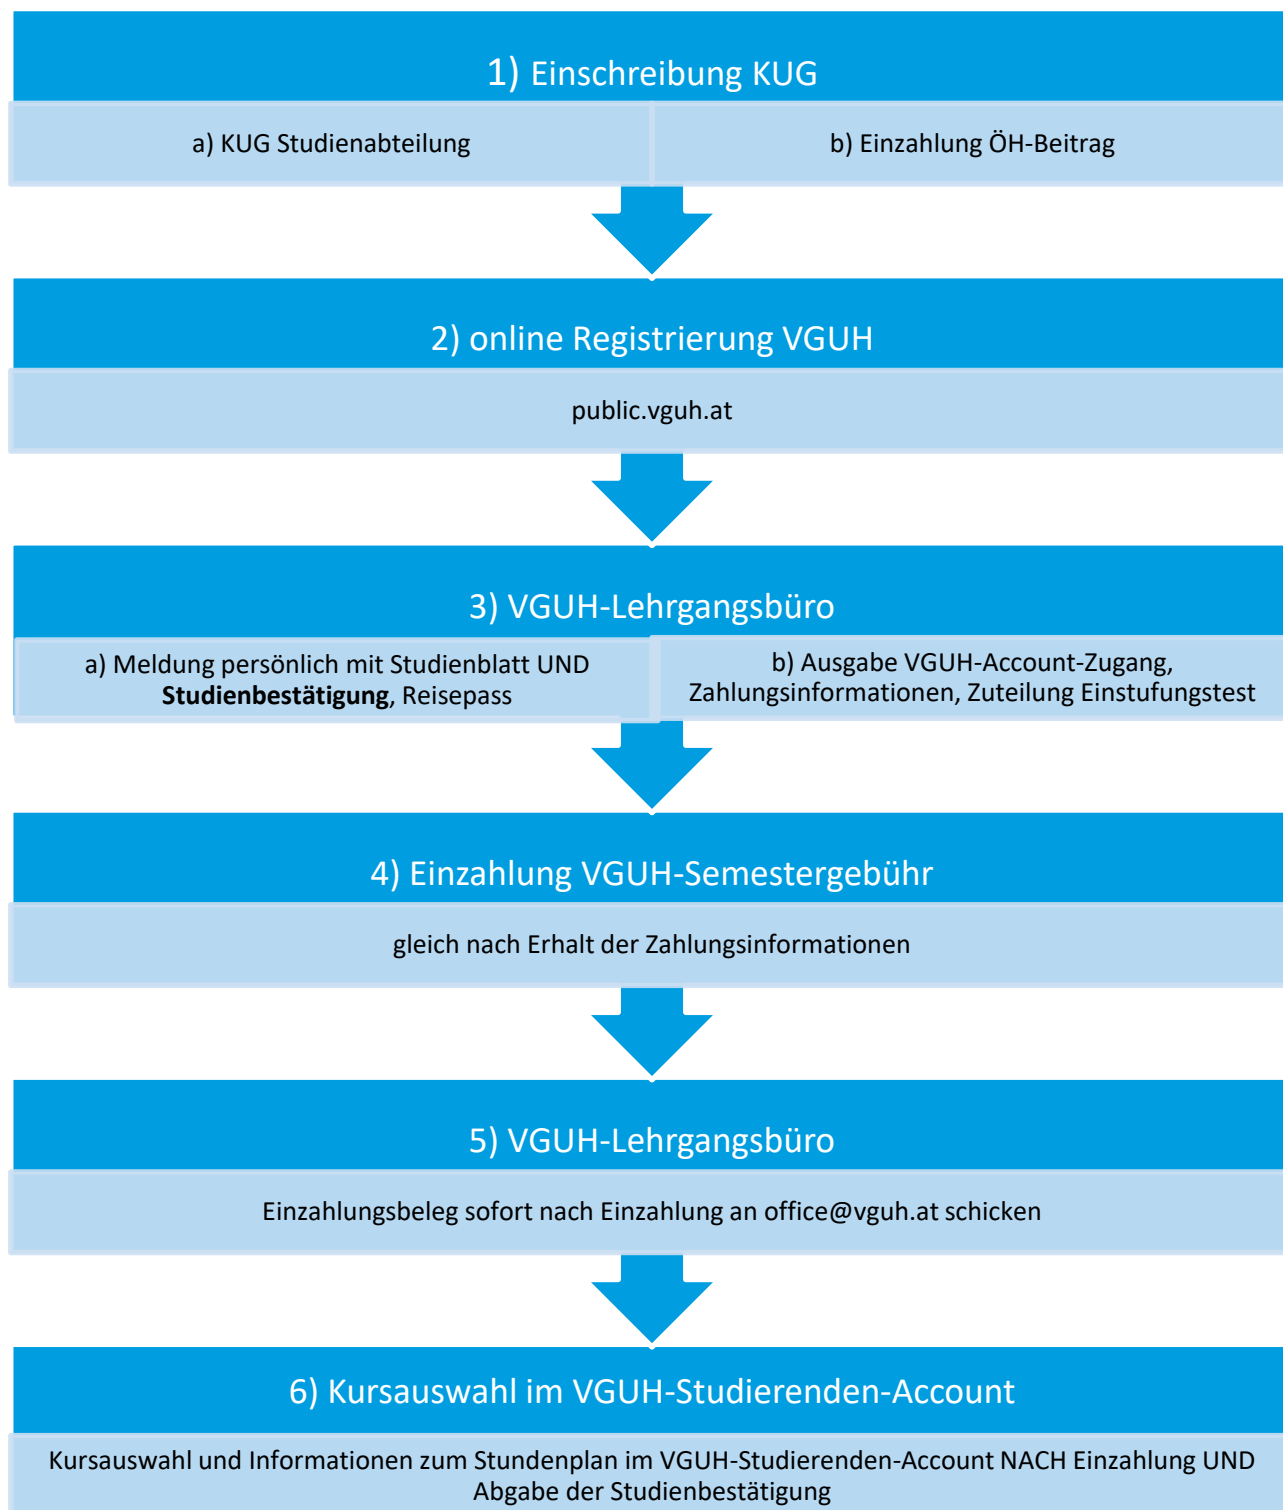 1) Einschreibung KUG
a) KUG Studienabteilung
b) Einzahlung ÖH-Beitrag
2) online Registrierung VGUH
public.vguh.at
3) VGUH-Lehrgangsbüro
a) Meldung persönlich mit Studienblatt UND
Studienbestätigung, Reisepass
b) Ausgabe VGUH-Account-Zugang,
Zahlungsinformationen, Zuteilung Einstufungstest
4) Einzahlung VGUH-Semestergebühr
gleich nach Erhalt der Zahlungsinformationen
5) VGUH-Lehrgangsbüro
Einzahlungsbeleg sofort nach Einzahlung an office@vguh.at schicken
6) Kursauswahl im VGUH-Studierenden-Account
Kursauswahl und Informationen zum Stundenplan im VGUH-Studierenden-Account NACH Einzahlung UND
Abgabe der Studienbestätigung